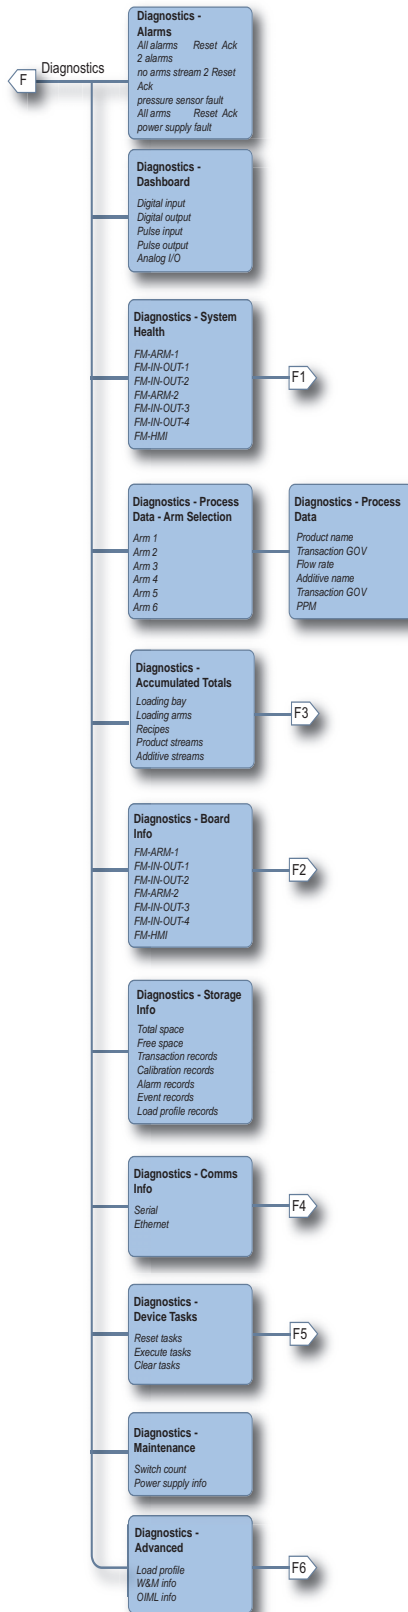 F
Diagnostics
Diagnostics -
Alarms
All alarms Reset Ack
2 alarms
no arms stream 2 Reset
Ack
pressure sensor fault
All arms Reset Ack
power supply fault
Diagnostics -
Dashboard
Digital input
Digital output
Pulse input
Pulse output
Analog I/O
Diagnostics - System
Health
FM-ARM-1
FM-IN-OUT-1
FM-IN-OUT-2
FM-ARM-2
FM-IN-OUT-3
FM-IN-OUT-4
FM-HMI
F1
Diagnostics - Process
Data - Arm Selection
Arm 1
Arm 2
Arm 3
Arm 4
Arm 5
Arm 6
Diagnostics - Process
Data
Product name
Transaction GOV
Flow rate
Additive name
Transaction GOV
PPM
Diagnostics -
Accumulated Totals
Loading bay
Loading arms
Recipes
Product streams
Additive streams
F3
Diagnostics - Board
Info
FM-ARM-1
FM-IN-OUT-1
FM-IN-OUT-2
FM-ARM-2
FM-IN-OUT-3
FM-IN-OUT-4
FM-HMI
F2
Diagnostics - Storage
Info
Total space
Free space
Transaction records
Calibration records
Alarm records
Event records
Load profile records
Diagnostics - Comms
Info
Serial
Ethernet
F4
Diagnostics -
Device Tasks
Reset tasks
Execute tasks
Clear tasks
F5
Diagnostics -
Maintenance
Switch count
Power supply info
Diagnostics -
Advanced
Load profile
W&M info
OIML info
F6